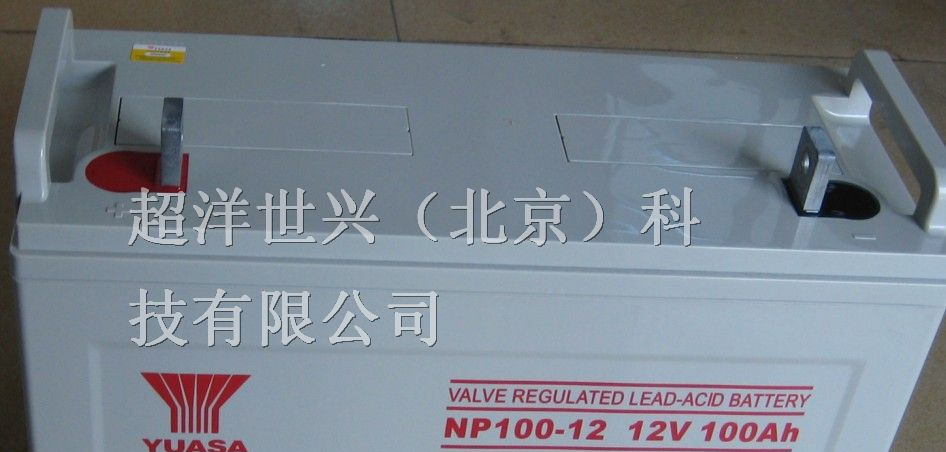 超洋世兴（北京）科
技有限公司
VALVE REGULATED LEAD-ACID BATTERY
NP100-12 12V 100Ah
YUASA